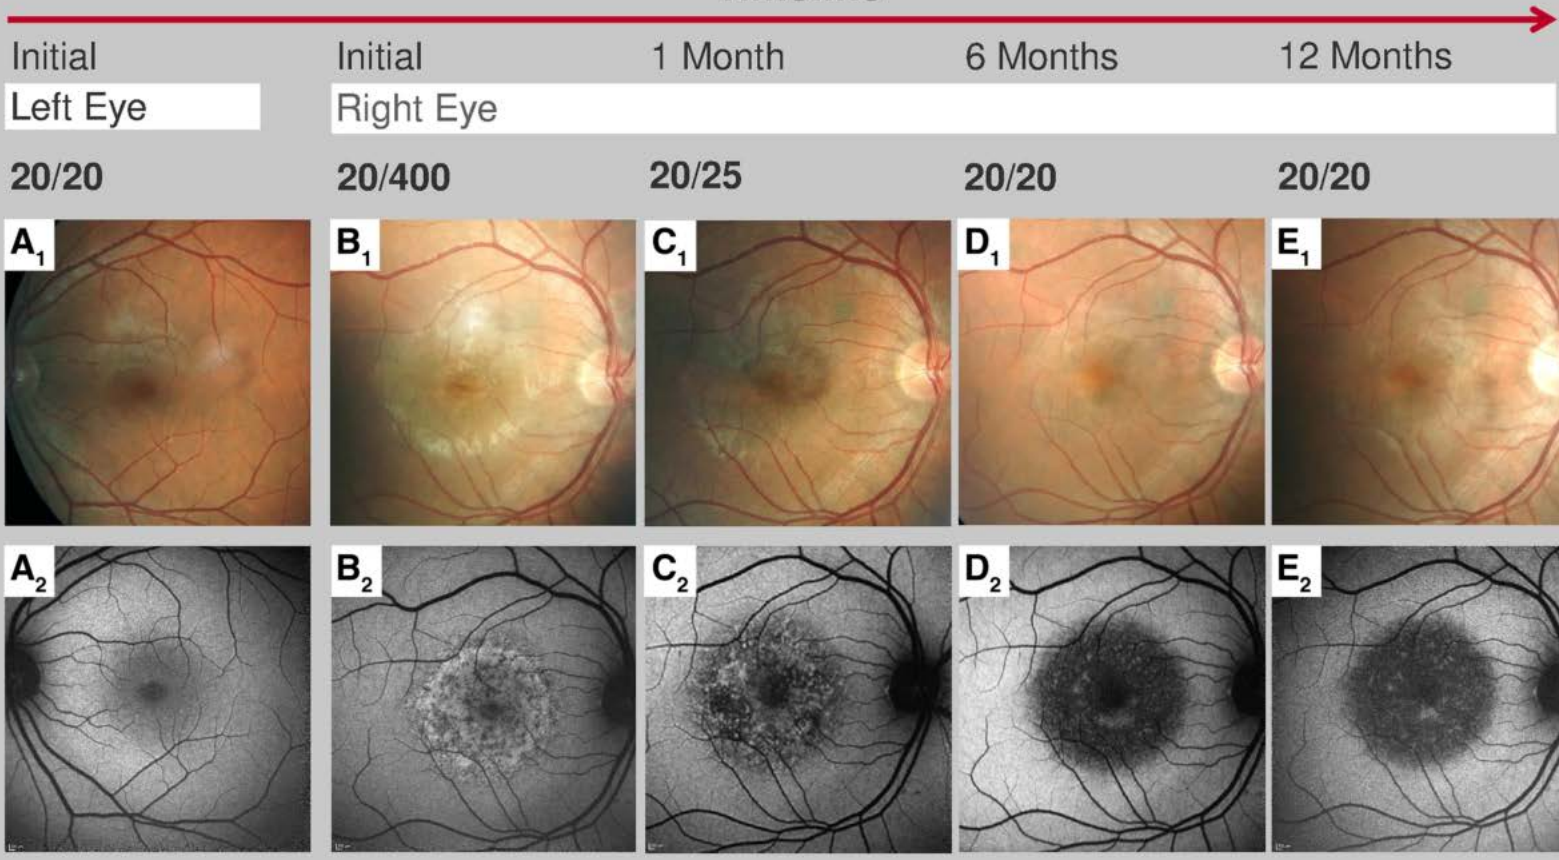 Initial Initial 1 Month 6 Months 12 Months
Left Eye Right Eye
20/20 20/400 20/25 20/20 20/20
A1 B1 C1 D1 E1
A2 B2 C2 D2 E2